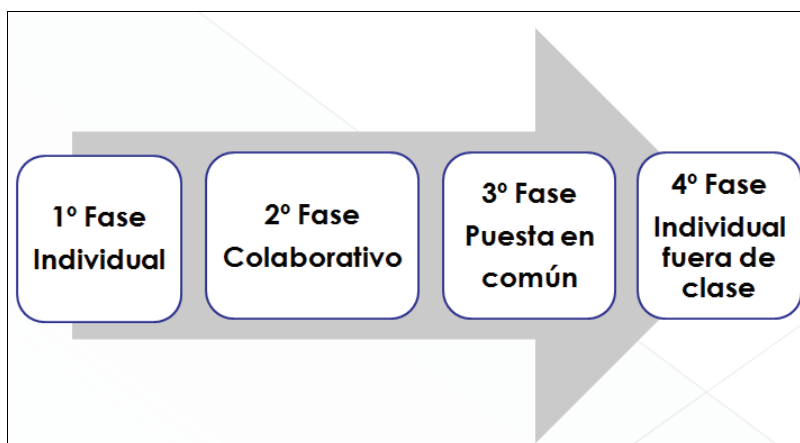 1º Fase
Individual
2º Fase
Colaborativo
3º Fase
Puesta en
común
4º Fase
Individual
fuera de
clase